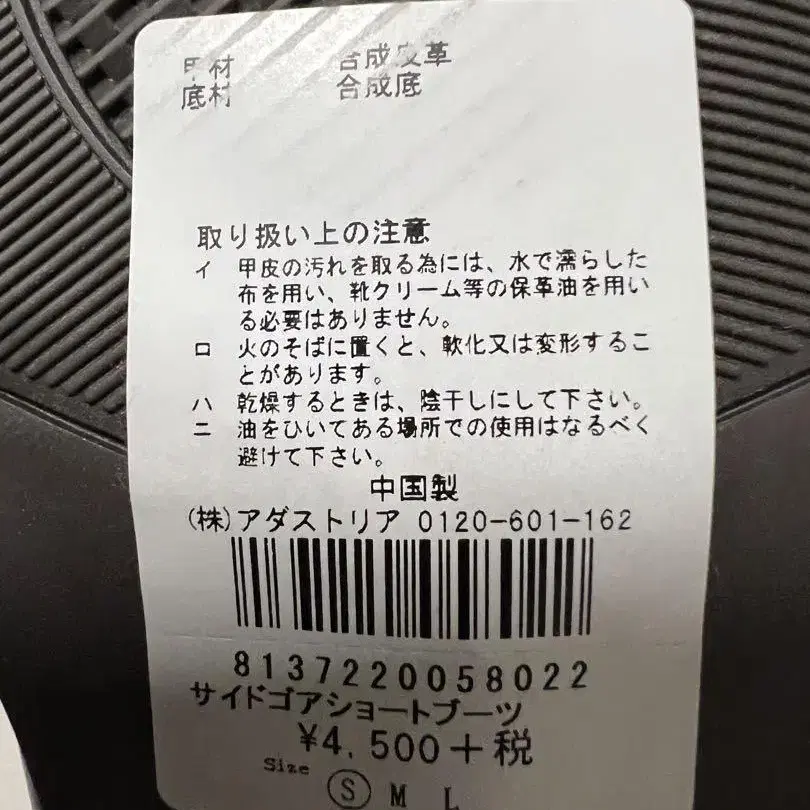 甲材 合成皮革
底材 合成底
取り扱い上の注意
イ 甲皮の汚れを取る為には、水で濡らした
布を用い、靴クリーム等の保革油を用い
る必要はありません。
ロ 火のそばに置くと、軟化又は変形するこ
とがあります。
ハ 乾燥するときは、陰干しにして下さい。
ニ 油をひいてある場所での使用はなるべく
避けて下さい。
中国製
(株)アダストリア 0120-601-162
8137220058022
サイドゴアショートブーツ
¥4,500+税
Size Ⓢ M L